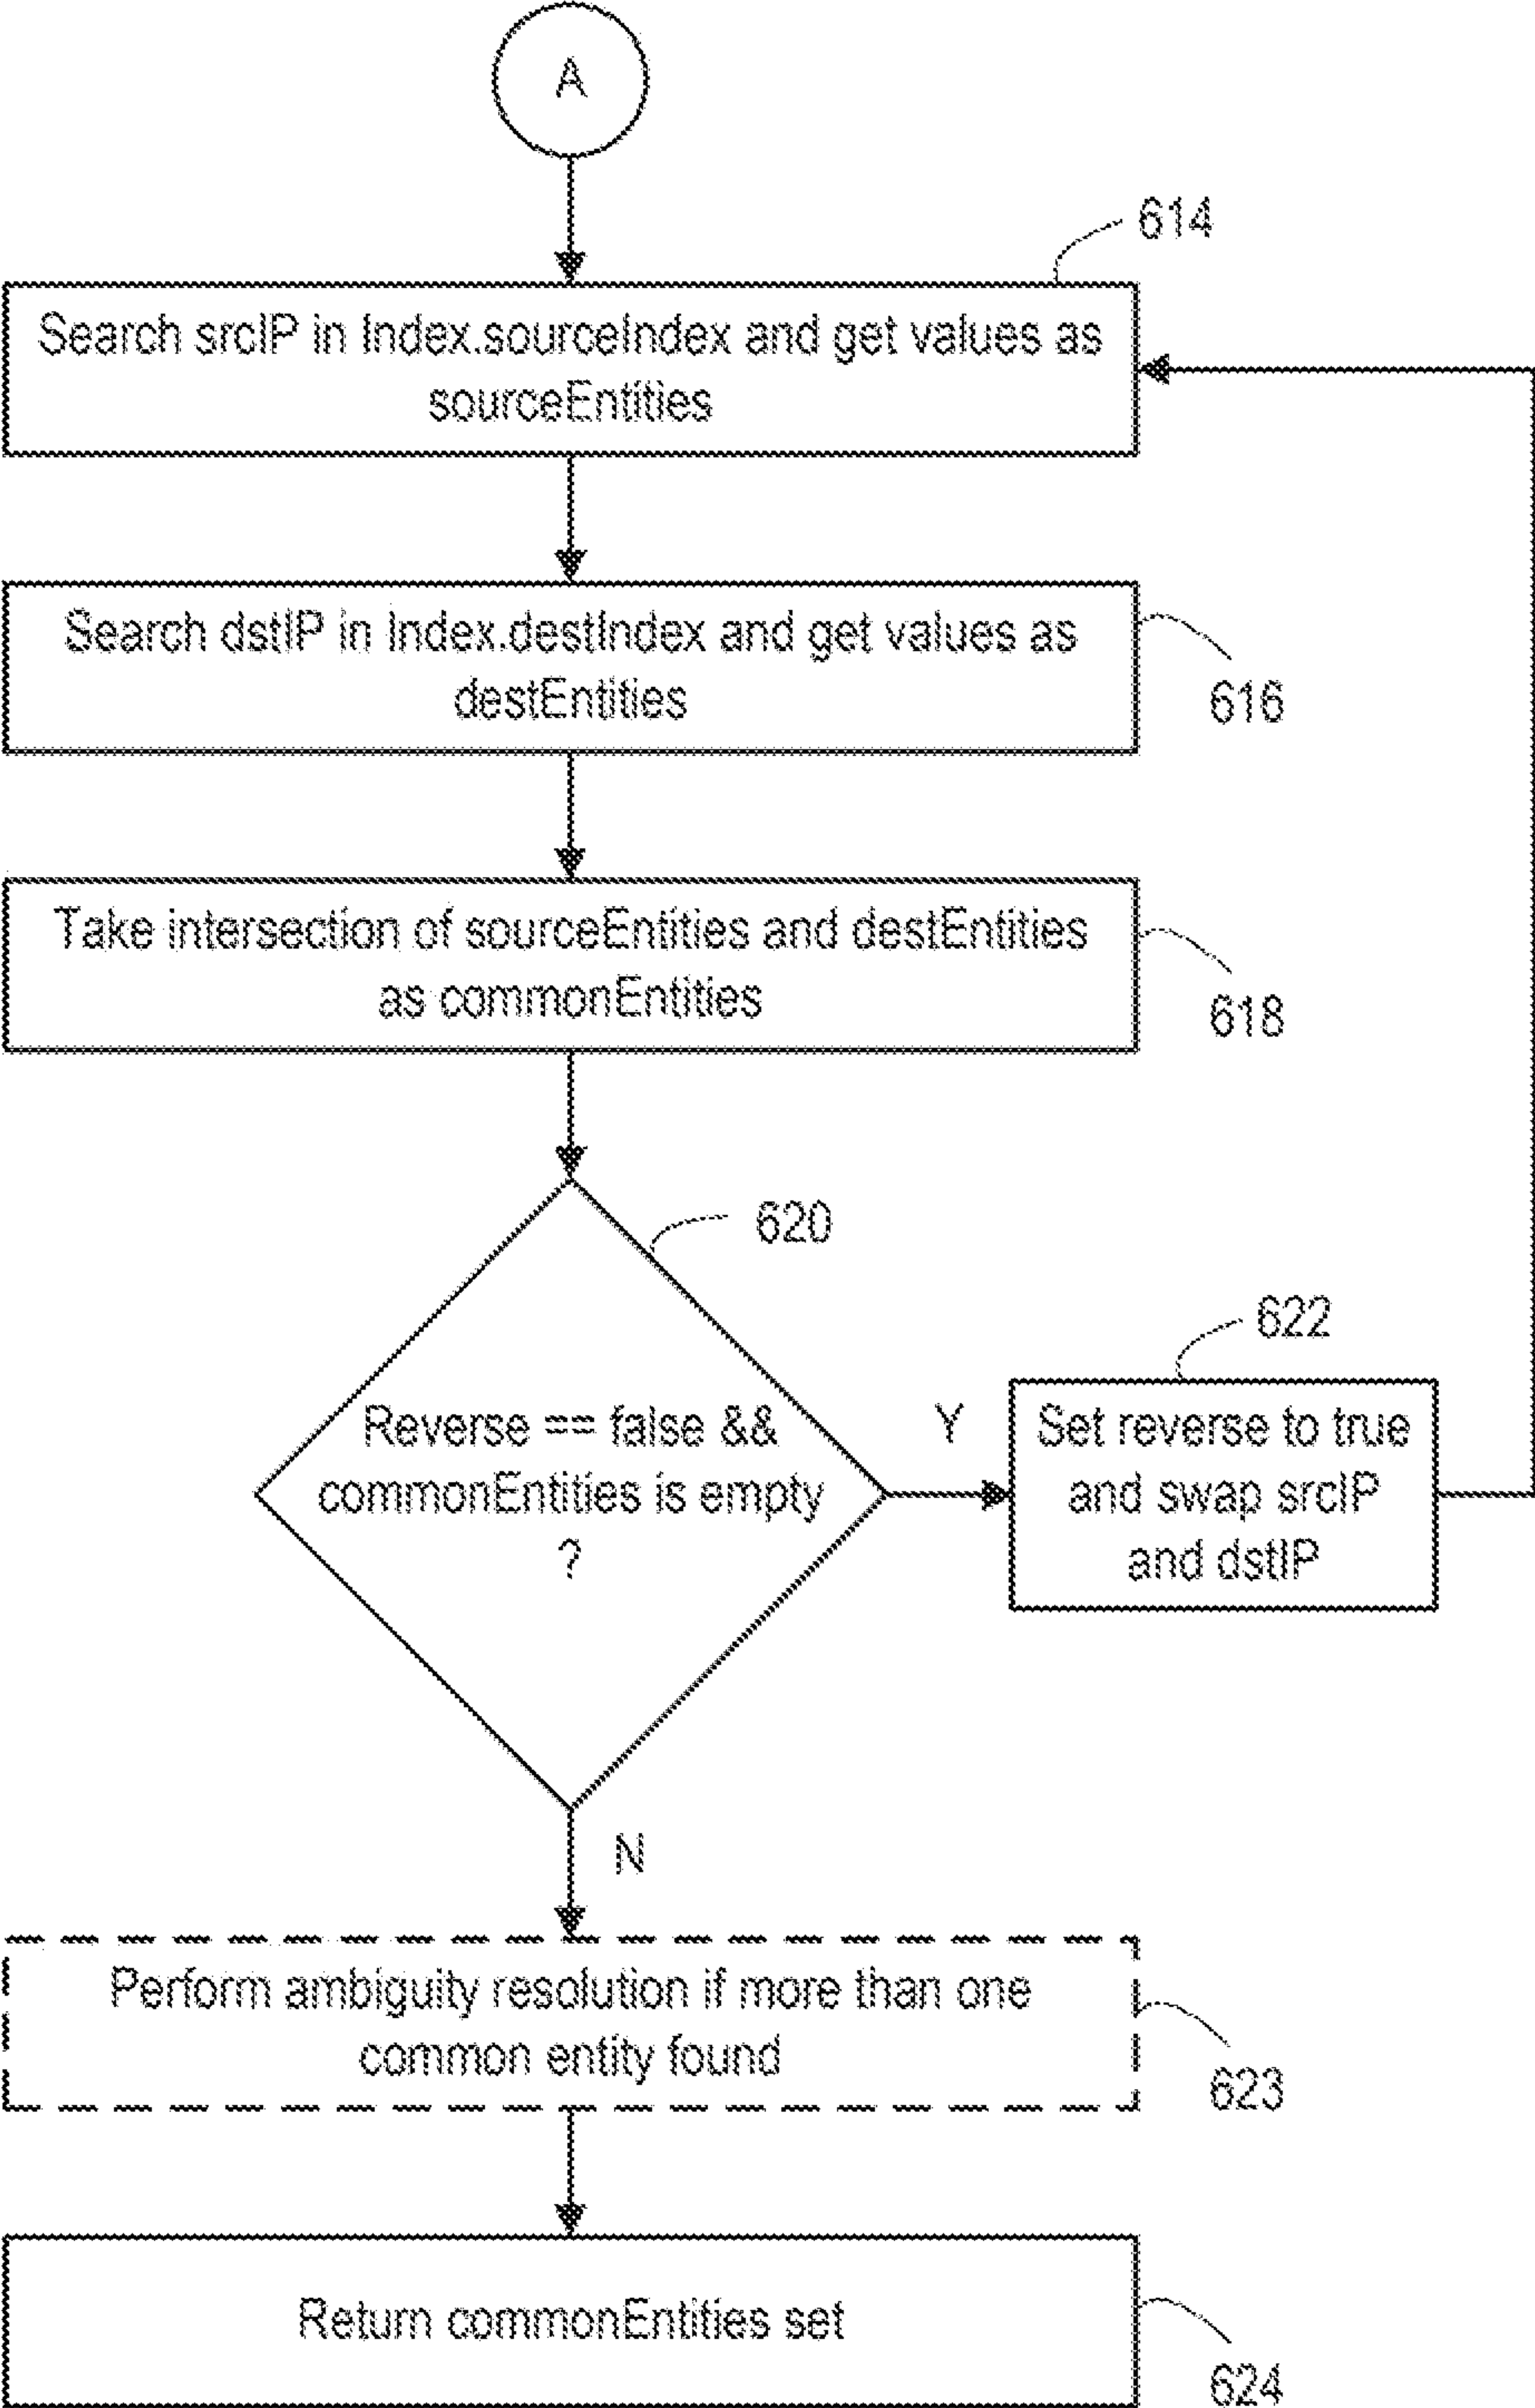 A
614
Search srcIP in Index.sourceIndex and get values as
sourceEntities
Search dstIP in Index.destIndex and get values as
destEntities
616
Take intersection of sourceEntities and destEntities
as commonEntities
618
620
Reverse == false &&
commonEntities is empty
?
Y
622
Set reverse to true
and swap srcIP
and dstIP
N
Perform ambiguity resolution if more than one
common entity found
623
Return commonEntities set
624